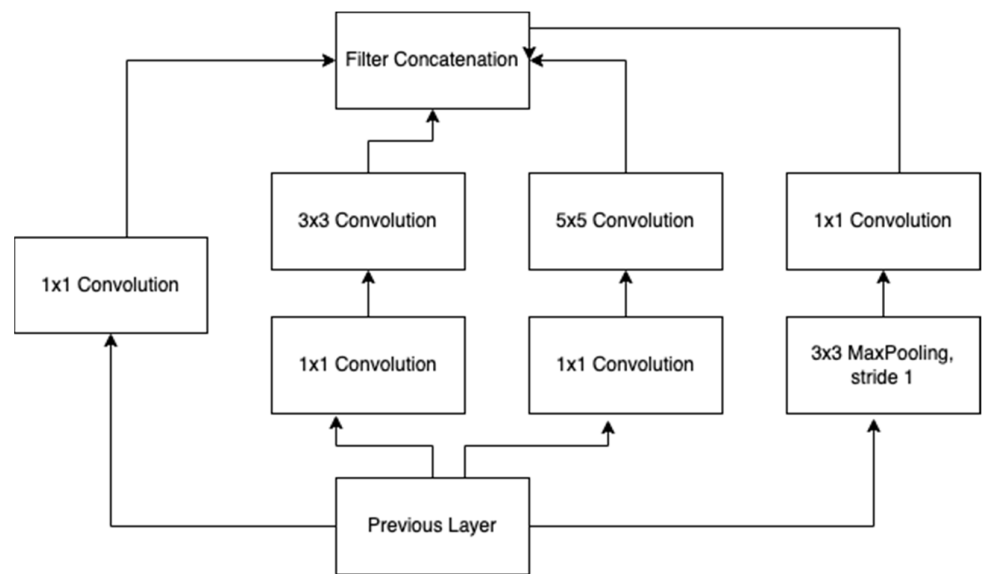 Filter Concatenation
3x3 Convolution
5x5 Convolution
1x1 Convolution
1x1 Convolution
1x1 Convolution
1x1 Convolution
3x3 MaxPooling,
stride 1
Previous Layer